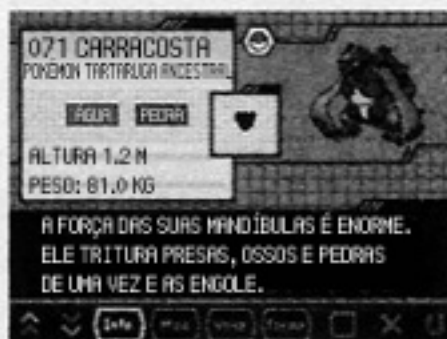 071 CARRACOSTA
POKÉMON TARTARUGA ANCESTRAL
ÁGUA PEDRA
ALTURA 1.2 M
PESO: 81.0 KG
A FORÇA DAS SUAS MANDÍBULAS É ENORME.
ELE TRITURA PRESAS, OSSOS E PEDRAS
DE UMA VEZ E AS ENGOLE.
Info